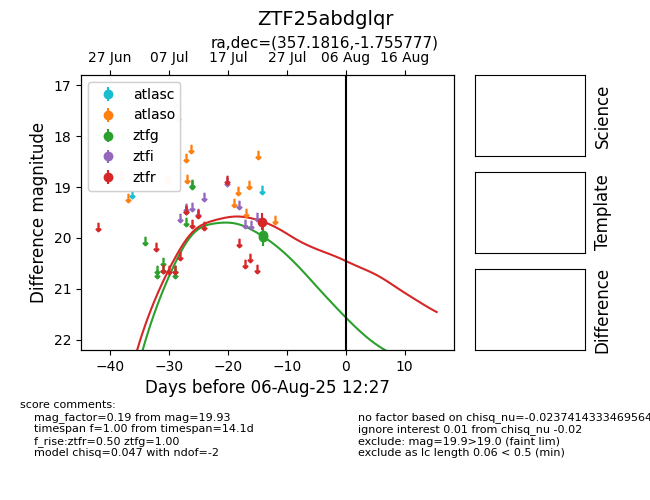 ZTF25abdglqr
ra,dec=(357.1816,-1.755777)
27 Jun 07 Jul 17 Jul 27 Jul 06 Aug 16 Aug
17
18
19
20
21
22
Difference magnitude
atlasc
atlaso
ztfg
ztfi
ztfr
−40 −30 −20 −10 0 10
Days before 06-Aug-25 12:27
Science
Template
Difference
score comments:
mag_factor=0.19 from mag=19.93
timespan f=1.00 from timespan=14.1d
f_rise:ztfr=0.50 ztfg=1.00
model chisq=0.047 with ndof=-2
no factor based on chisq_nu=-0.0237414333469564
ignore interest 0.01 from chisq_nu -0.02
exclude: mag=19.9>19.0 (faint lim)
exclude as lc length 0.06 < 0.5 (min)